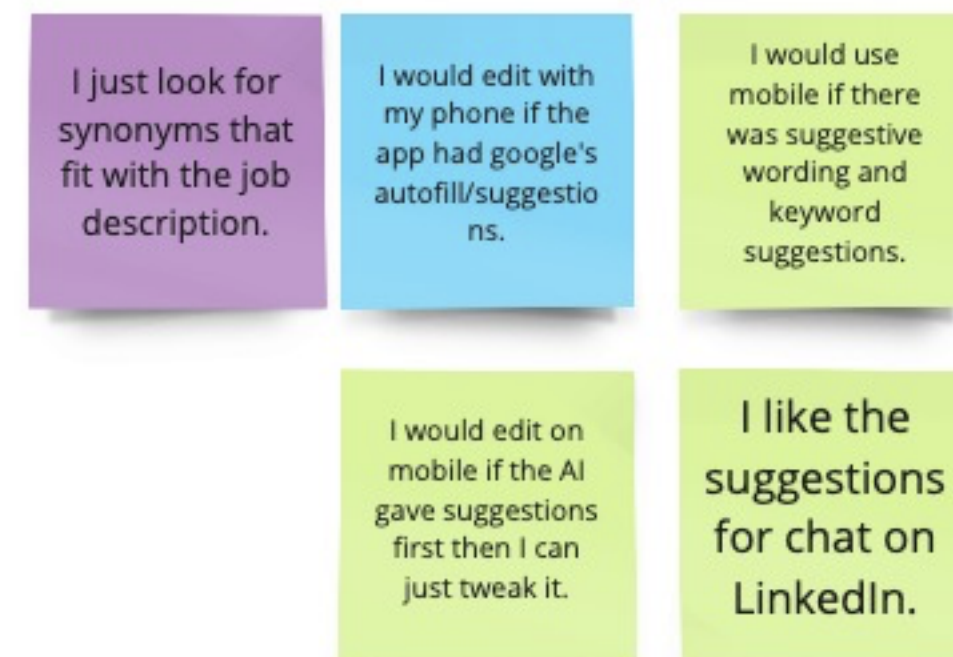 I just look for
synonyms that
fit with the job
description.
I would edit with
my phone if the
app had google's
autofill/suggestio
ns.
I would use
mobile if there
was suggestive
wording and
keyword
suggestions.
I would edit on
mobile if the AI
gave suggestions
first then I can
just tweak it.
I like the
suggestions
for chat on
LinkedIn.